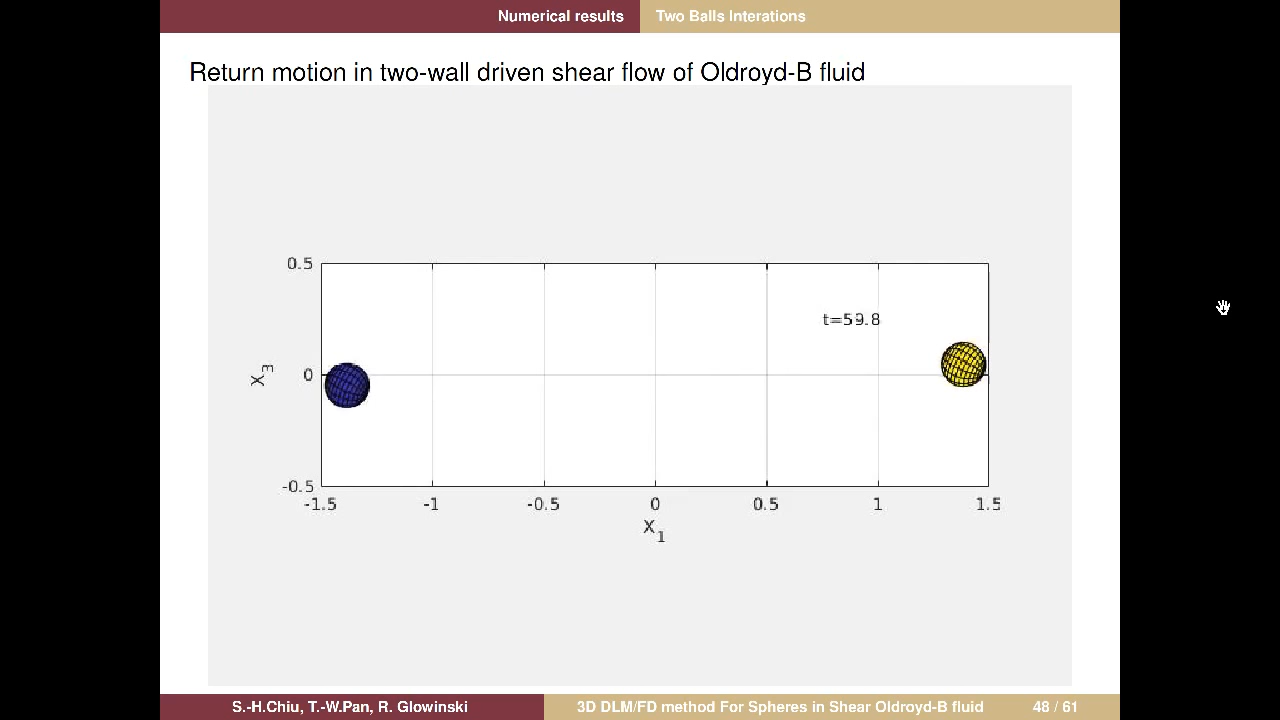 Numerical results Two Balls Interations
Return motion in two-wall driven shear flow of Oldroyd-B fluid
0.5
t=59.8
X3
0
-0.5
-1.5 -1 -0.5 0 0.5 1 1.5
X1
S.-H.Chiu, T.-W.Pan, R. Glowinski 3D DLM/FD method For Spheres in Shear Oldroyd-B fluid 48 / 61